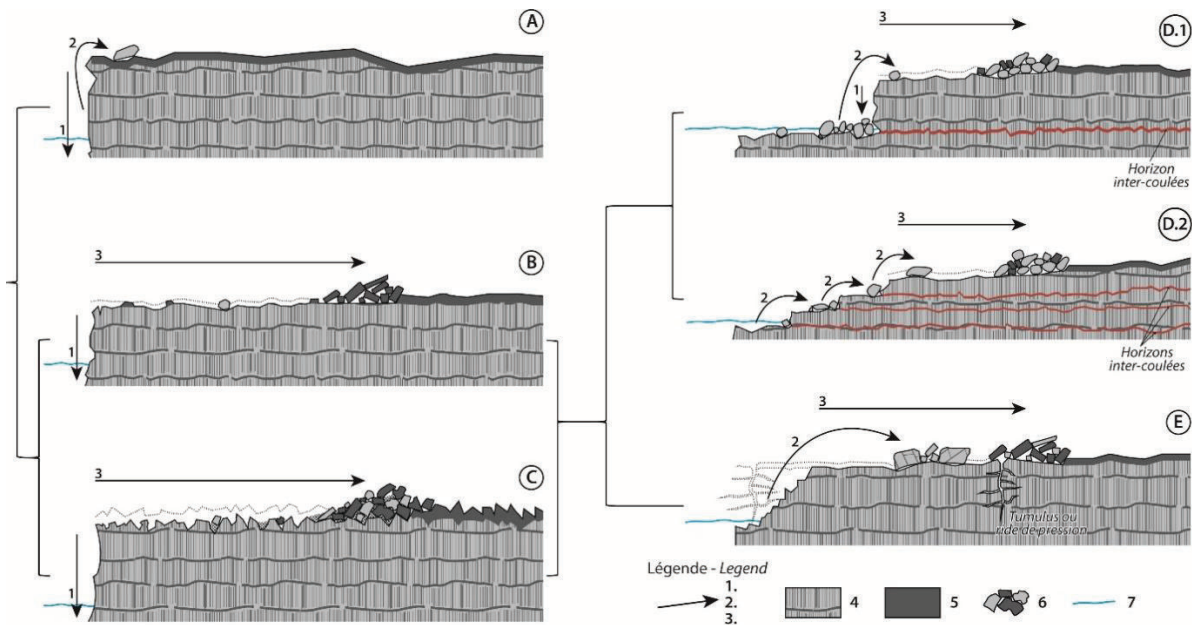 A
2
1
3
B
1
3
C
1
3
D.1
2
1
Horizon
inter-coulées
3
D.2
2
2
2
Horizons
inter-coulées
3
E
2
Tumulus ou
ride de pression
Légende - Legend
1.
2.
3.
4
5
6
7